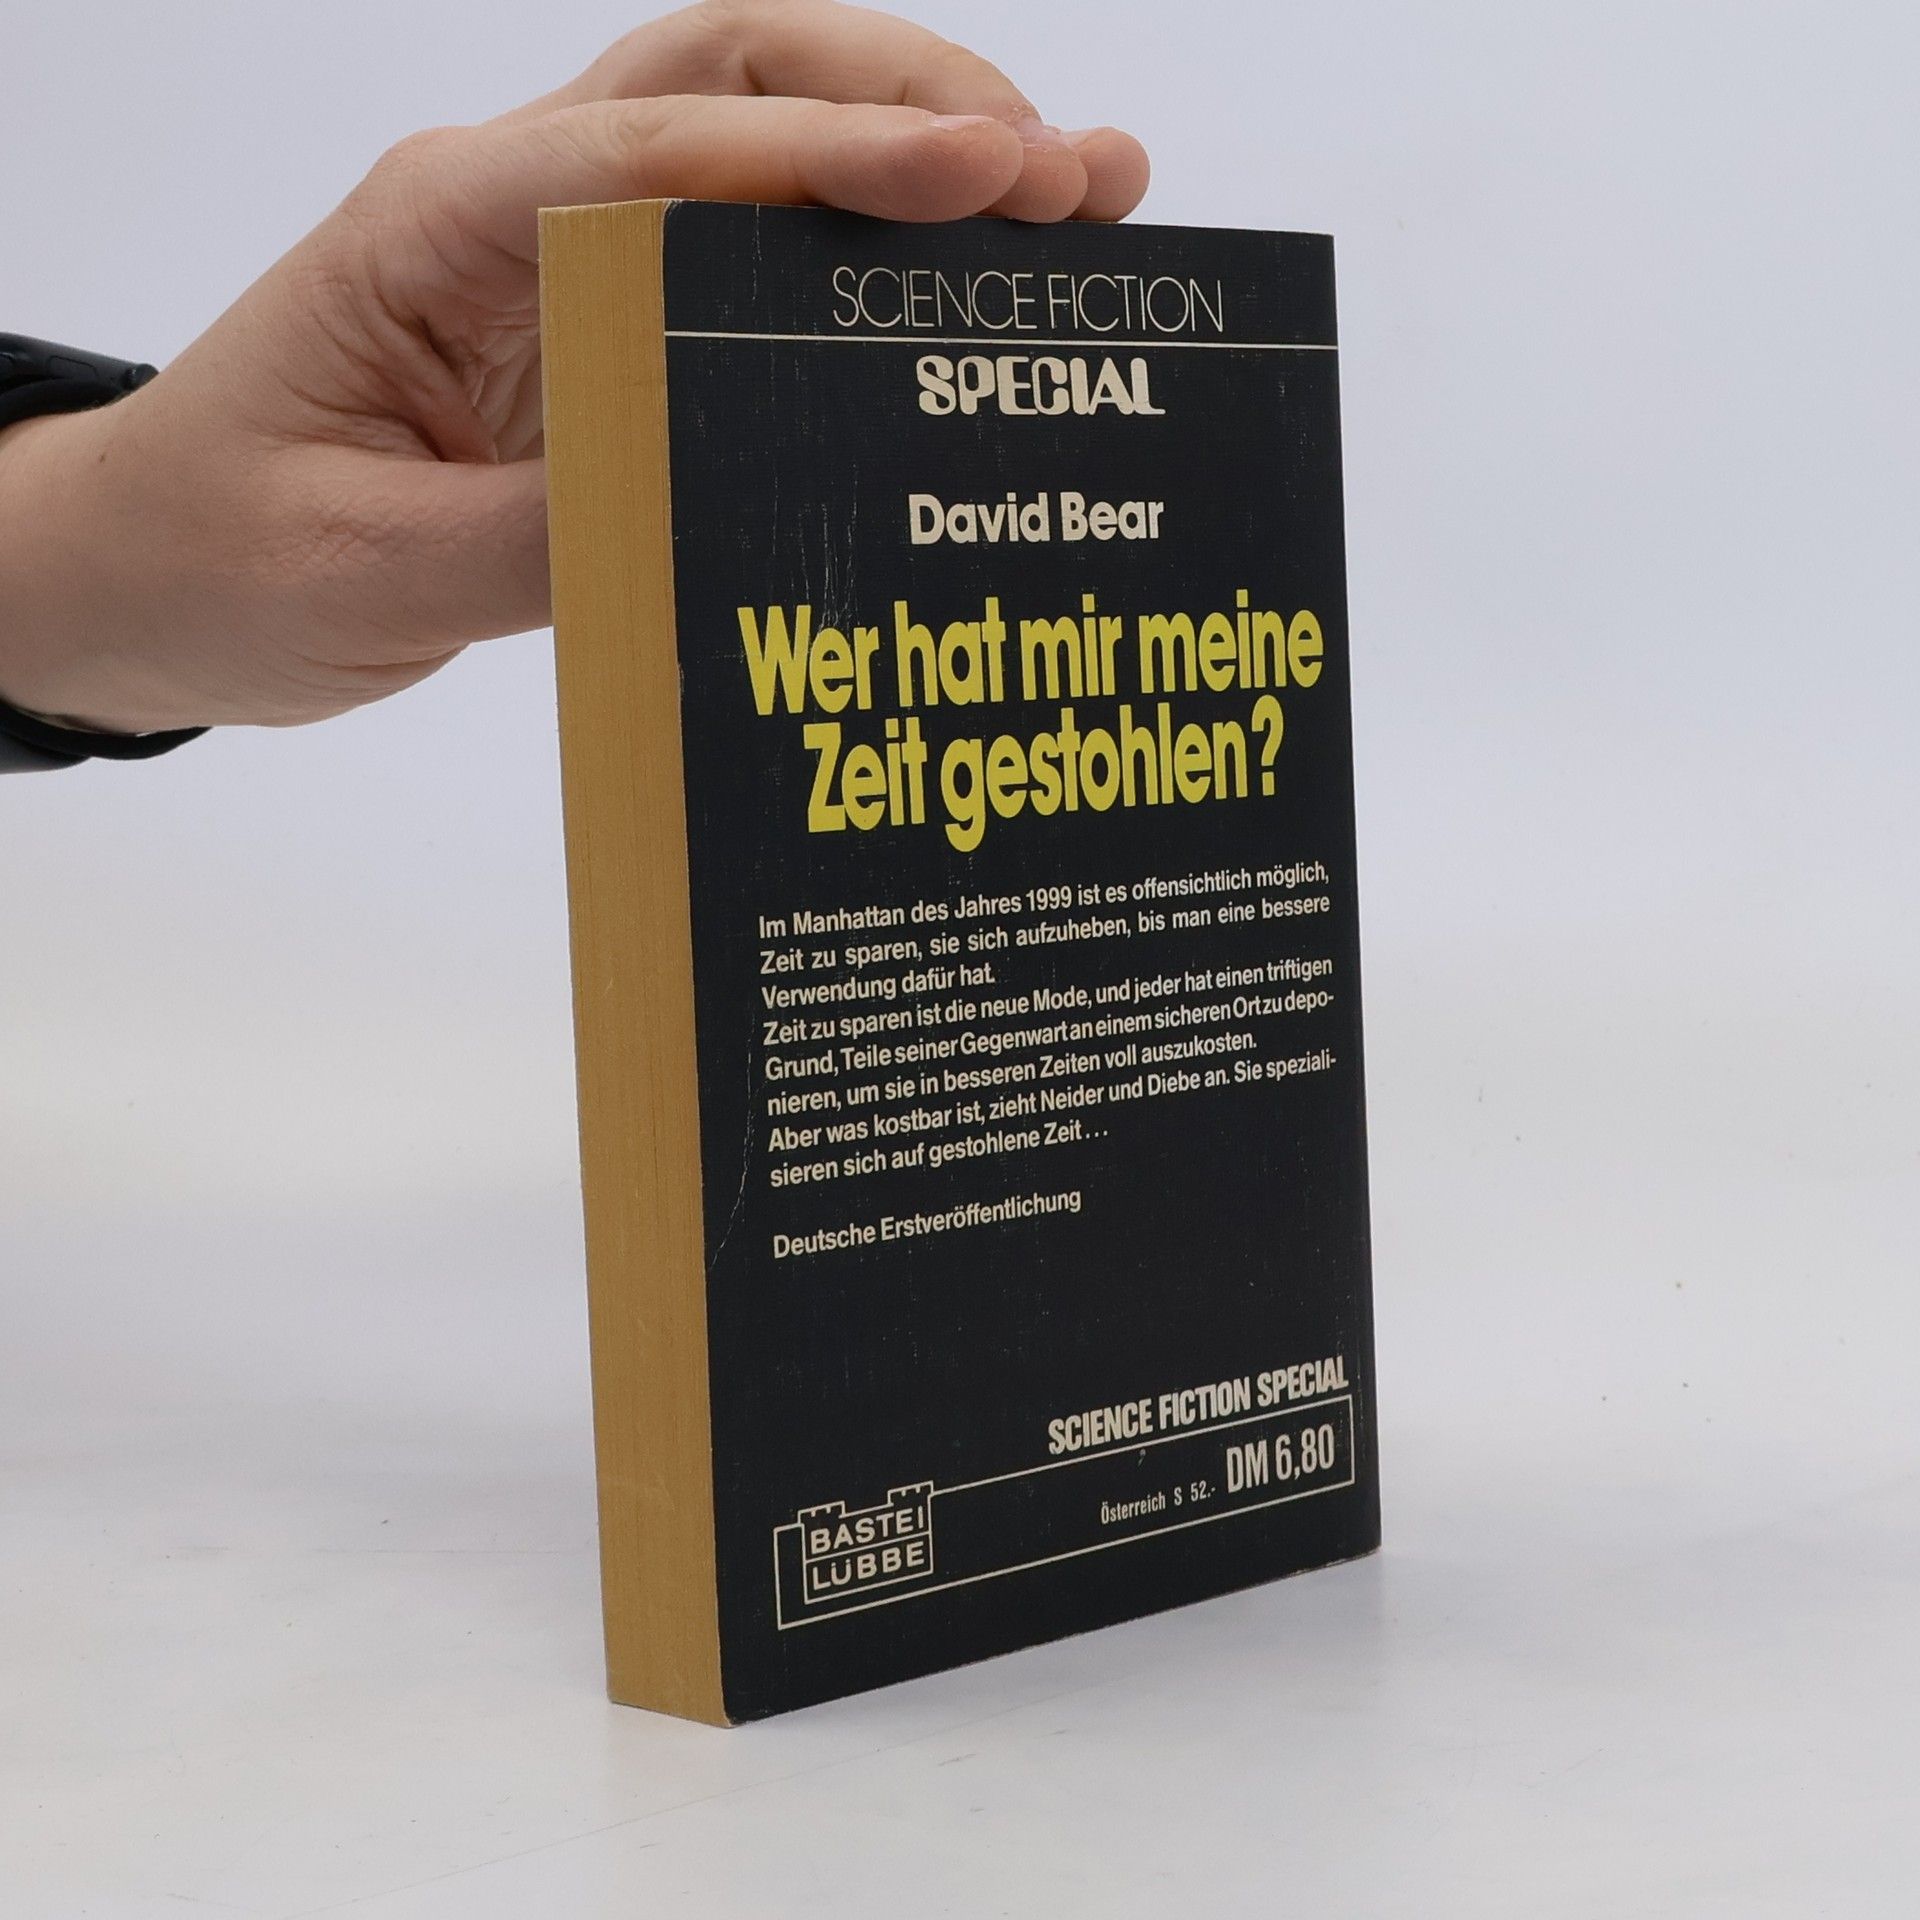 SCIENCE FICTION
SPECIAL
David Bear
Wer hat mir meine
Zeit gestohlen?
Im Manhattan des Jahres 1999 ist es offensichtlich möglich,
Zeit zu sparen, sie sich aufzuheben, bis man eine bessere
Verwendung dafür hat.
Zeit zu sparen ist die neue Mode, und jeder hat einen triftigen
Grund, Teile seiner Gegenwart an einem sicheren Ort zu depo-
nieren, um sie in besseren Zeiten voll auszukosten.
Aber was kostbar ist, zieht Neider und Diebe an. Sie speziali-
sieren sich auf gestohlene Zeit...
Deutsche Erstveröffentlichung
SCIENCE FICTION SPECIAL
Österreich S 52.- DM 6,80
BASTEI
LÜBBE